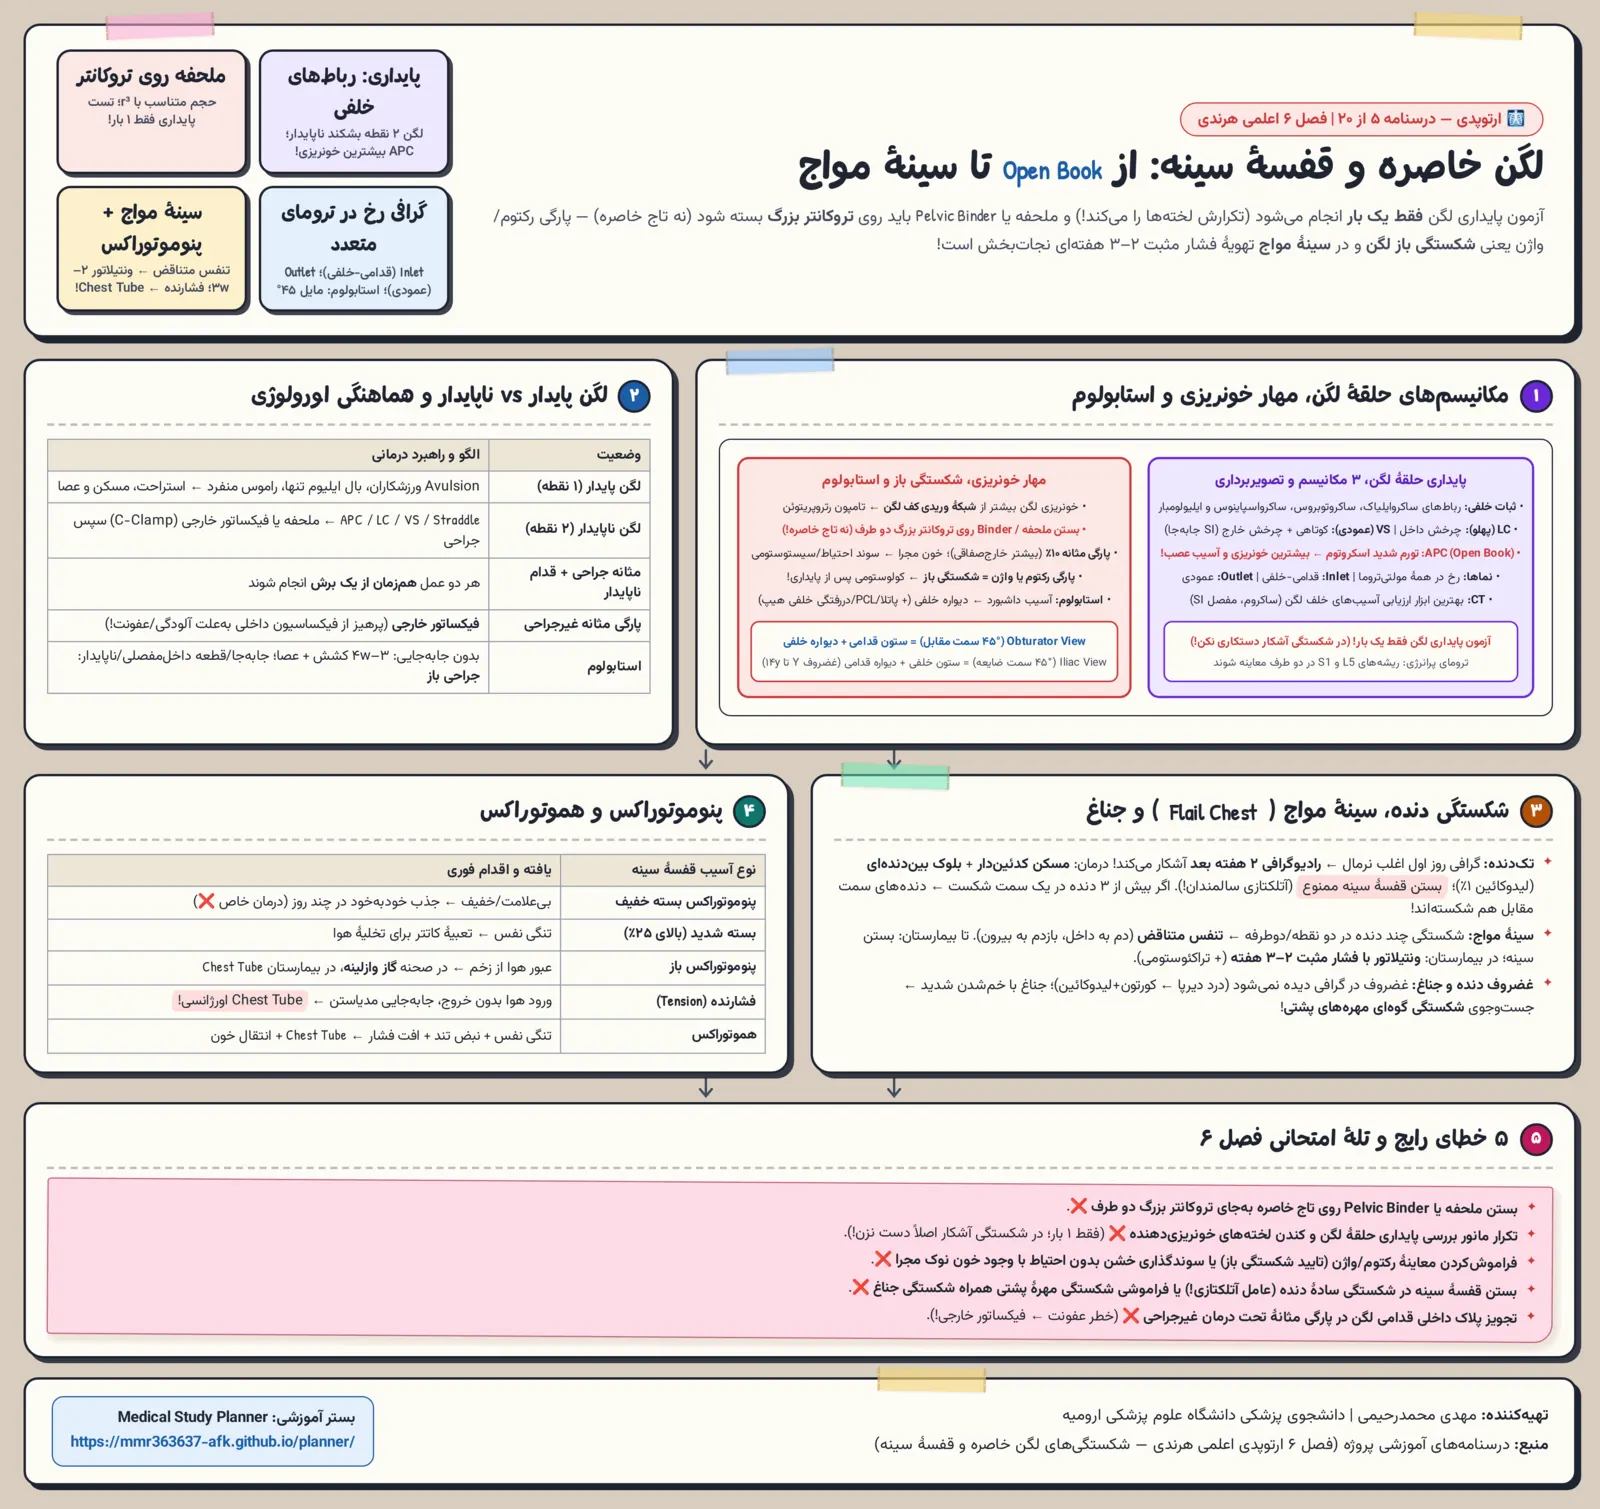 🩻 ارتوپدی — درسنامه ۵ از ۲۰ | فصل ۶ اعلمی هرندی
لگن خاصره و قفسهٔ سینه: از Open Book تا سینهٔ مواج
آزمون پایداری لگن فقط یک بار انجام می‌شود (تکرارش لخته‌ها را می‌کند!) و ملحفه یا Pelvic Binder باید روی تروکانتر بزرگ بسته شود (نه تاج خاصره) — پارگی رکتوم/
واژن یعنی شکستگی باز لگن و در سینهٔ مواج تهویهٔ فشار مثبت ۲–۳ هفته‌ای نجات‌بخش است!
پایداری: رباط‌های
خلفی
لگن ۲ نقطه بشکند ناپایدار؛
APC بیشترین خونریزی!
ملحفه روی تروکانتر
حجم متناسب با r³؛ تست
پایداری فقط ۱ بار!
گرافی رخ در ترومای
متعدد
Inlet (قدامی-خلفی)؛ Outlet
(عمودی)؛ استابولوم: مایل ۴۵°
سینهٔ مواج +
پنوموتوراکس
تنفس متناقض ← ونتیلاتور ۲–
۳w؛ فشارنده ← Chest Tube!
۱ مکانیسم‌های حلقهٔ لگن، مهار خونریزی و استابولوم
پایداری حلقهٔ لگن، ۳ مکانیسم و تصویربرداری
• ثبات خلفی: رباط‌های ساکروایلیاک، ساکروتوبروس، ساکرواسپاینوس و ایلیولومبار
• LC (پهلو): چرخش داخل | VS (عمودی): کوتاهی + چرخش خارج (SI جابه‌جا)
• APC (Open Book): تورم شدید اسکروتوم ← بیشترین خونریزی و آسیب عصب!
• نماها: رخ در همهٔ مولتی‌تروما | Inlet: قدامی-خلفی | Outlet: عمودی
• CT: بهترین ابزار ارزیابی آسیب‌های خلف لگن (ساکروم، مفصل SI)
آزمون پایداری لگن فقط یک بار! (در شکستگی آشکار دستکاری نکن!)
ترومای پرانرژی: ریشه‌های L5 و S1 در دو طرف معاینه شوند
مهار خونریزی، شکستگی باز و استابولوم
• خونریزی لگن بیشتر از شبکهٔ وریدی کف لگن ← تامپون رتروپریتوئن
• بستن ملحفه / Binder روی تروکانتر بزرگ دو طرف (نه تاج خاصره!)
• پارگی مثانه ۱۰٪ (بیشتر خارج‌صفاقی)؛ خون مجرا ← سوند احتیاط/سیستوستومی
• پارگی رکتوم یا واژن = شکستگی باز ← کولوستومی پس از پایداری!
• استابولوم: آسیب داشبورد ← دیواره خلفی (+ پاتلا/PCL/دررفتگی خلفی هیپ)
Obturator View (۴۵° سمت مقابل) = ستون قدامی + دیواره خلفی
Iliac View (۴۵° سمت ضایعه) = ستون خلفی + دیواره قدامی (غضروف Y تا ۱۴y)
۲ لگن پایدار vs ناپایدار و هماهنگی اورولوژی
وضعیت | الگو و راهبرد درمانی
لگن پایدار (۱ نقطه) | Avulsion ورزشکاران، بال ایلیوم تنها، راموس منفرد ← استراحت، مسکن و عصا
لگن ناپایدار (۲ نقطه) | APC / LC / VS / Straddle ← ملحفه یا فیکساتور خارجی (C-Clamp) سپس
جراحی
مثانه جراحی + قدام
ناپایدار | هر دو عمل هم‌زمان از یک برش انجام شوند
پارگی مثانه غیرجراحی | فیکساتور خارجی (پرهیز از فیکساسیون داخلی به‌علت آلودگی/عفونت!)
استابولوم | بدون جابه‌جایی: ۳–۴w کشش + عصا؛ جابه‌جا/قطعه داخل‌مفصلی/ناپایدار:
جراحی باز
۳ شکستگی دنده، سینهٔ مواج ( Flail Chest ) و جناغ
✦ تک‌دنده: گرافی روز اول اغلب نرمال ← رادیوگرافی ۲ هفته بعد آشکار می‌کند! درمان: مسکن کدئین‌دار + بلوک بین‌دنده‌ای
(لیدوکائین ۱٪)؛ بستن قفسهٔ سینه ممنوع (آتلکتازی سالمندان!). اگر بیش از ۳ دنده در یک سمت شکست ← دنده‌های سمت
مقابل هم شکسته‌اند!
✦ سینهٔ مواج: شکستگی چند دنده در دو نقطه/دوطرفه ← تنفس متناقض (دم به داخل، بازدم به بیرون). تا بیمارستان: بستن
سینه؛ در بیمارستان: ونتیلاتور با فشار مثبت ۲–۳ هفته (+ تراکئوستومی).
✦ غضروف دنده و جناغ: غضروف در گرافی دیده نمی‌شود (درد دیرپا ← کورتون+لیدوکائین)؛ جناغ با خم‌شدن شدید ←
جست‌وجوی شکستگی گوه‌ای مهره‌های پشتی!
۴ پنوموتوراکس و هموتوراکس
نوع آسیب قفسهٔ سینه | یافته و اقدام فوری
پنوموتوراکس بسته خفیف | بی‌علامت/خفیف ← جذب خودبه‌خود در چند روز (درمان خاص ❌)
بسته شدید (بالای ۲۵٪) | تنگی نفس ← تعبیهٔ کاتتر برای تخلیهٔ هوا
پنوموتوراکس باز | عبور هوا از زخم ← در صحنه گاز وازلینه، در بیمارستان Chest Tube
فشارنده (Tension) | ورود هوا بدون خروج، جابه‌جایی مدیاستن ← Chest Tube اورژانسی!
هموتوراکس | تنگی نفس + نبض تند + افت فشار ← Chest Tube + انتقال خون
۵ ۵ خطای رایج و تلهٔ امتحانی فصل ۶
✦ بستن ملحفه یا Pelvic Binder روی تاج خاصره به‌جای تروکانتر بزرگ دو طرف ❌.
✦ تکرار مانور بررسی پایداری حلقهٔ لگن و کندن لخته‌های خونریزی‌دهنده ❌ (فقط ۱ بار؛ در شکستگی آشکار اصلاً دست نزن!).
✦ فراموش‌کردن معاینهٔ رکتوم/واژن (تایید شکستگی باز) یا سوندگذاری خشن بدون احتیاط با وجود خون نوک مجرا ❌.
✦ بستن قفسهٔ سینه در شکستگی سادهٔ دنده (عامل آتلکتازی!) یا فراموشی شکستگی مهرهٔ پشتی همراه شکستگی جناغ ❌.
✦ تجویز پلاک داخلی قدامی لگن در پارگی مثانهٔ تحت درمان غیرجراحی ❌ (خطر عفونت ← فیکساتور خارجی!).
تهیه‌کننده: مهدی محمدرحیمی | دانشجوی پزشکی دانشگاه علوم پزشکی ارومیه
منبع: درسنامه‌های آموزشی پروژه (فصل ۶ ارتوپدی اعلمی هرندی — شکستگی‌های لگن خاصره و قفسهٔ سینه)
بستر آموزشی: Medical Study Planner
https://mmr363637-afk.github.io/planner/